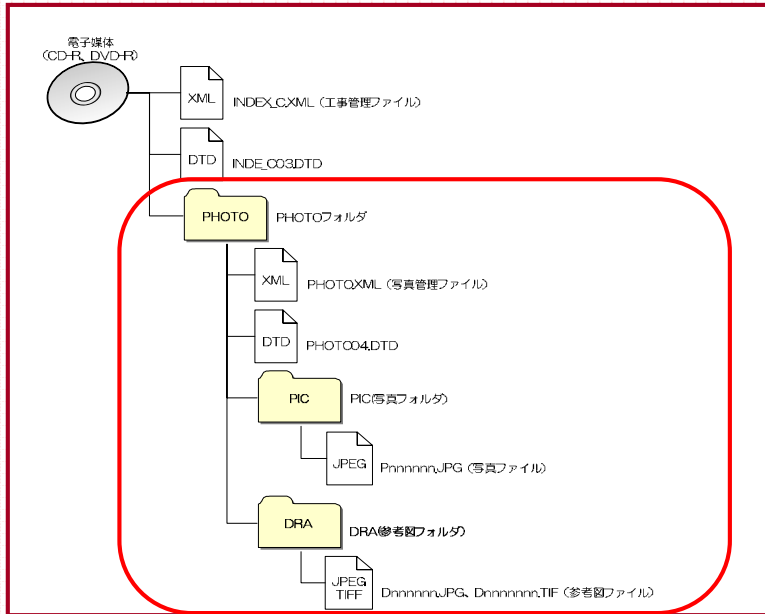 電子媒体
(CD-R、DVD-R)
XML
INDEX_C.XML (工事管理ファイル)
DTD
INDE_C03.DTD
PHOTO
PHOTOフォルダ
XML
PHOTO.XML (写真管理ファイル)
DTD
PHOTO04.DTD
PIC
PIC(写真フォルダ)
JPEG
Pnnnnnnn.JPG (写真ファイル)
DRA
DRA(参考図フォルダ)
JPEG
TIFF
Dnnnnnnn.JPG、Dnnnnnnnn.TIF (参考図ファイル)